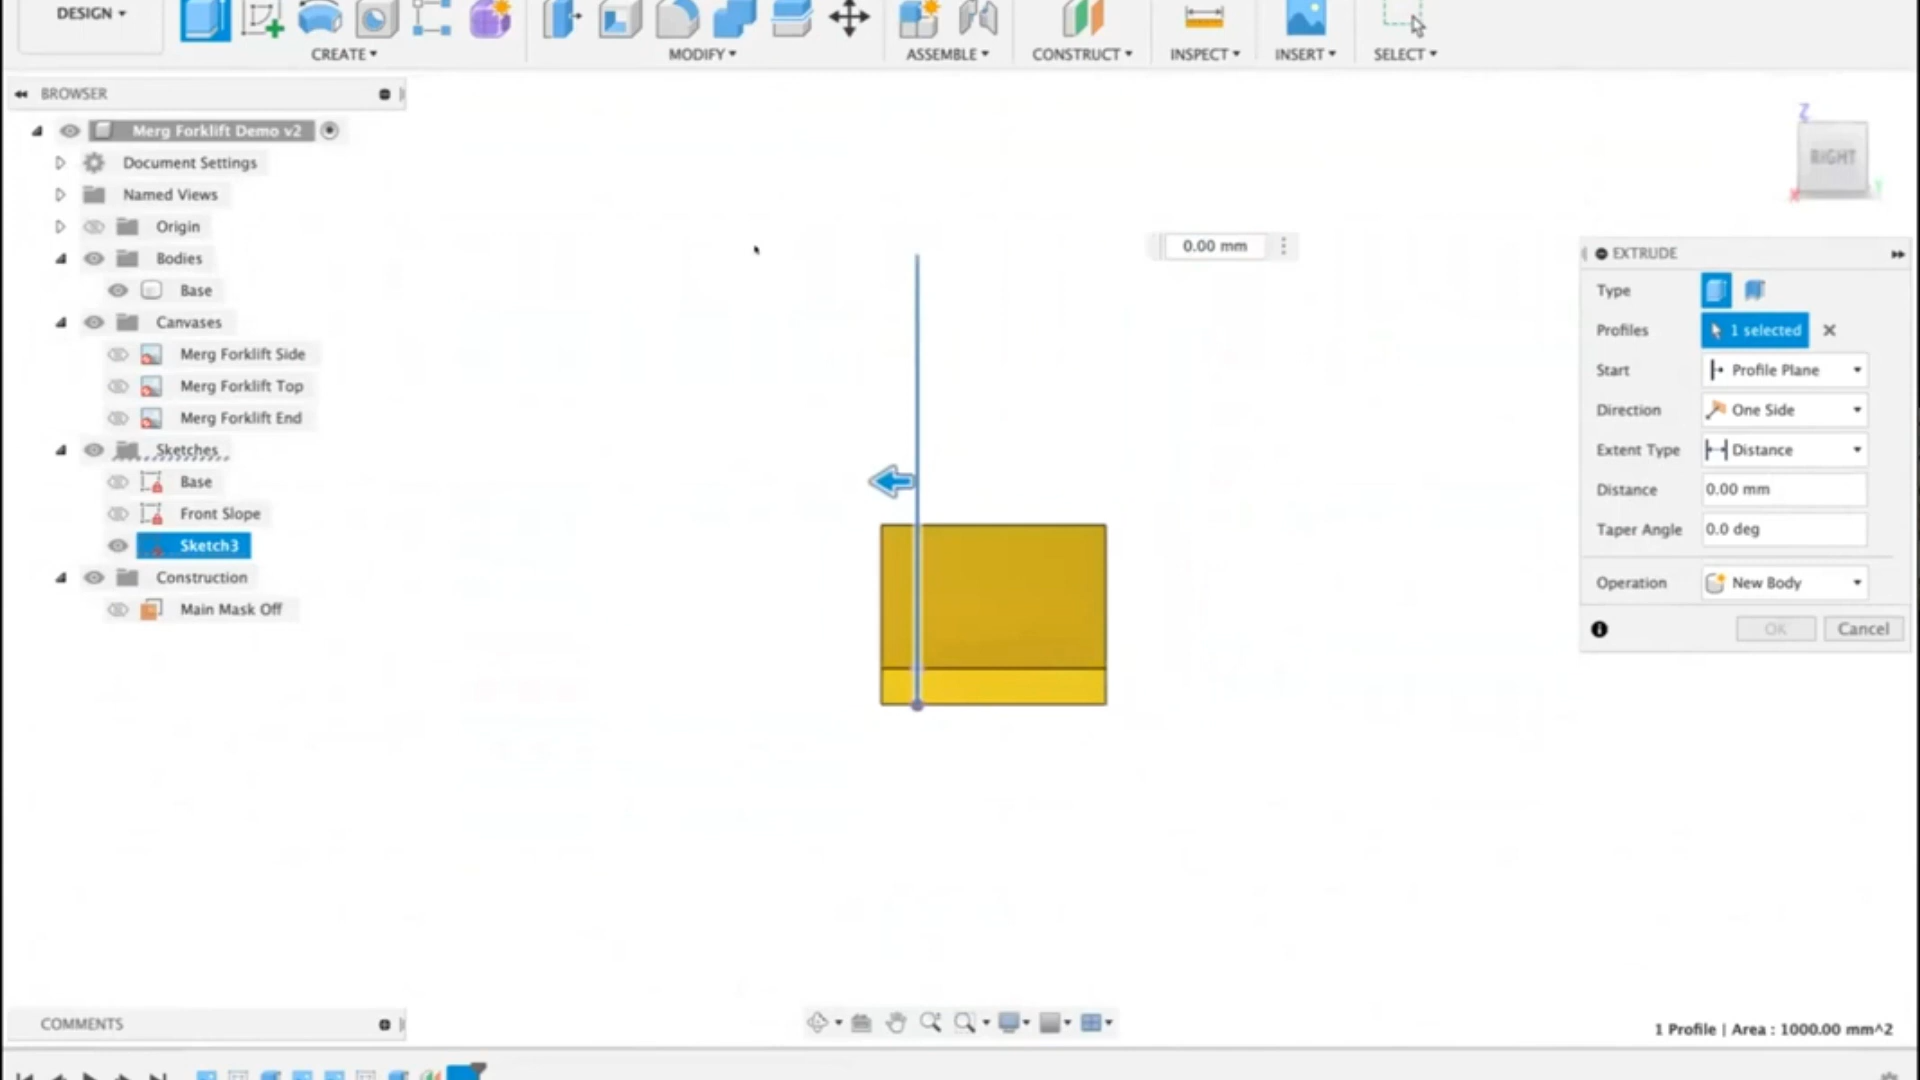 DESIGN
CREATE
MODIFY
ASSEMBLE
CONSTRUCT
INSPECT
INSERT
SELECT
BROWSER
Merg Forklift Demo v2
Document Settings
Named Views
Origin
Bodies
Base
Canvases
Merg Forklift Side
Merg Forklift Top
Merg Forklift End
Sketches
Base
Front Slope
Sketch3
Construction
Main Mask Off
0.00 mm
Z
RIGHT
X
Y
EXTRUDE
Type
Profiles 1 selected
Start Profile Plane
Direction One Side
Extent Type Distance
Distance 0.00 mm
Taper Angle 0.0 deg
Operation New Body
OK Cancel
COMMENTS
1 Profile | Area : 1000.00 mm^2